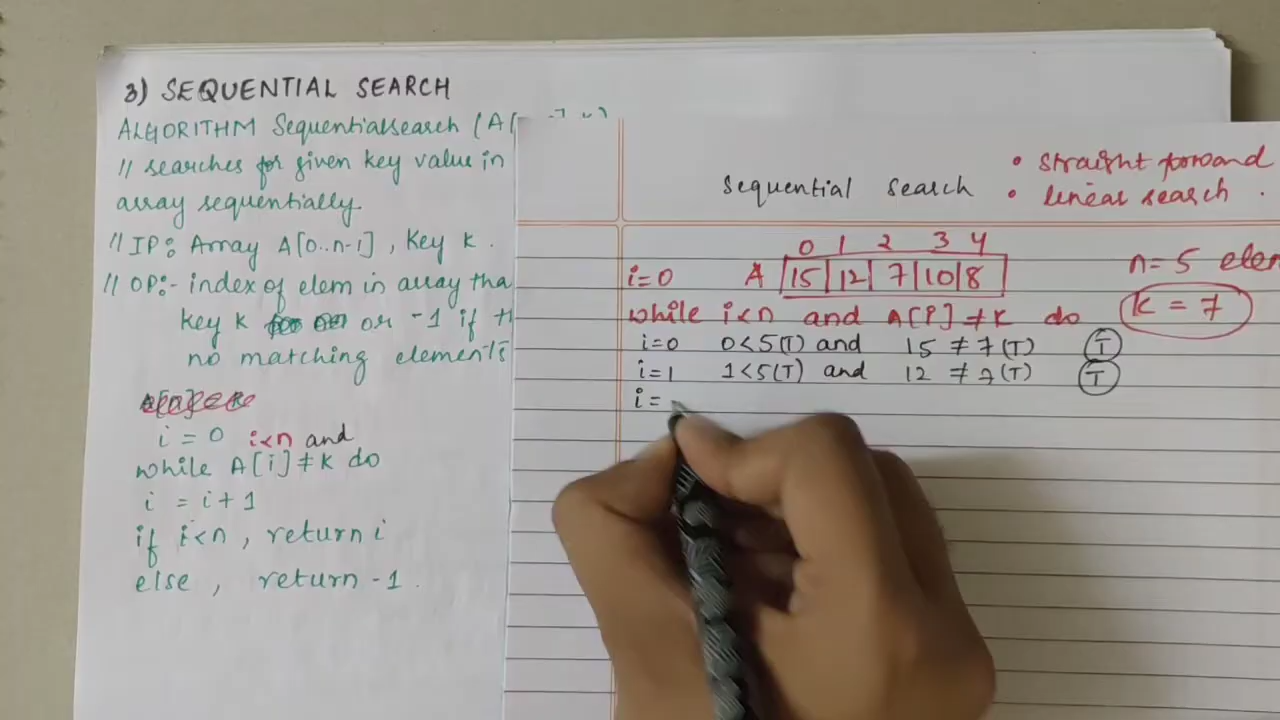 3) SEQUENTIAL SEARCH
ALGORITHM Sequentialsearch (A[
// searches for given key value in
array sequentially.
// IP: Array A[0..n-1], Key k.
// OP:- index of elem in array tha
key k or -1 if t
no matching elements
i = 0 i<n and
while A[i] ≠ K do
i = i+1
if i<n, return i
else, return -1.
Sequential Search
• straight forward
• linear search.
0 1 2 3 4
i=0 A 15 12 7 10 8
n=5 elem
while i<n and A[i] ≠ K do
k = 7
i=0 0<5(T) and 15 ≠ 7(T) T
i=1 1<5(T) and 12 ≠ 7(T) T
i =